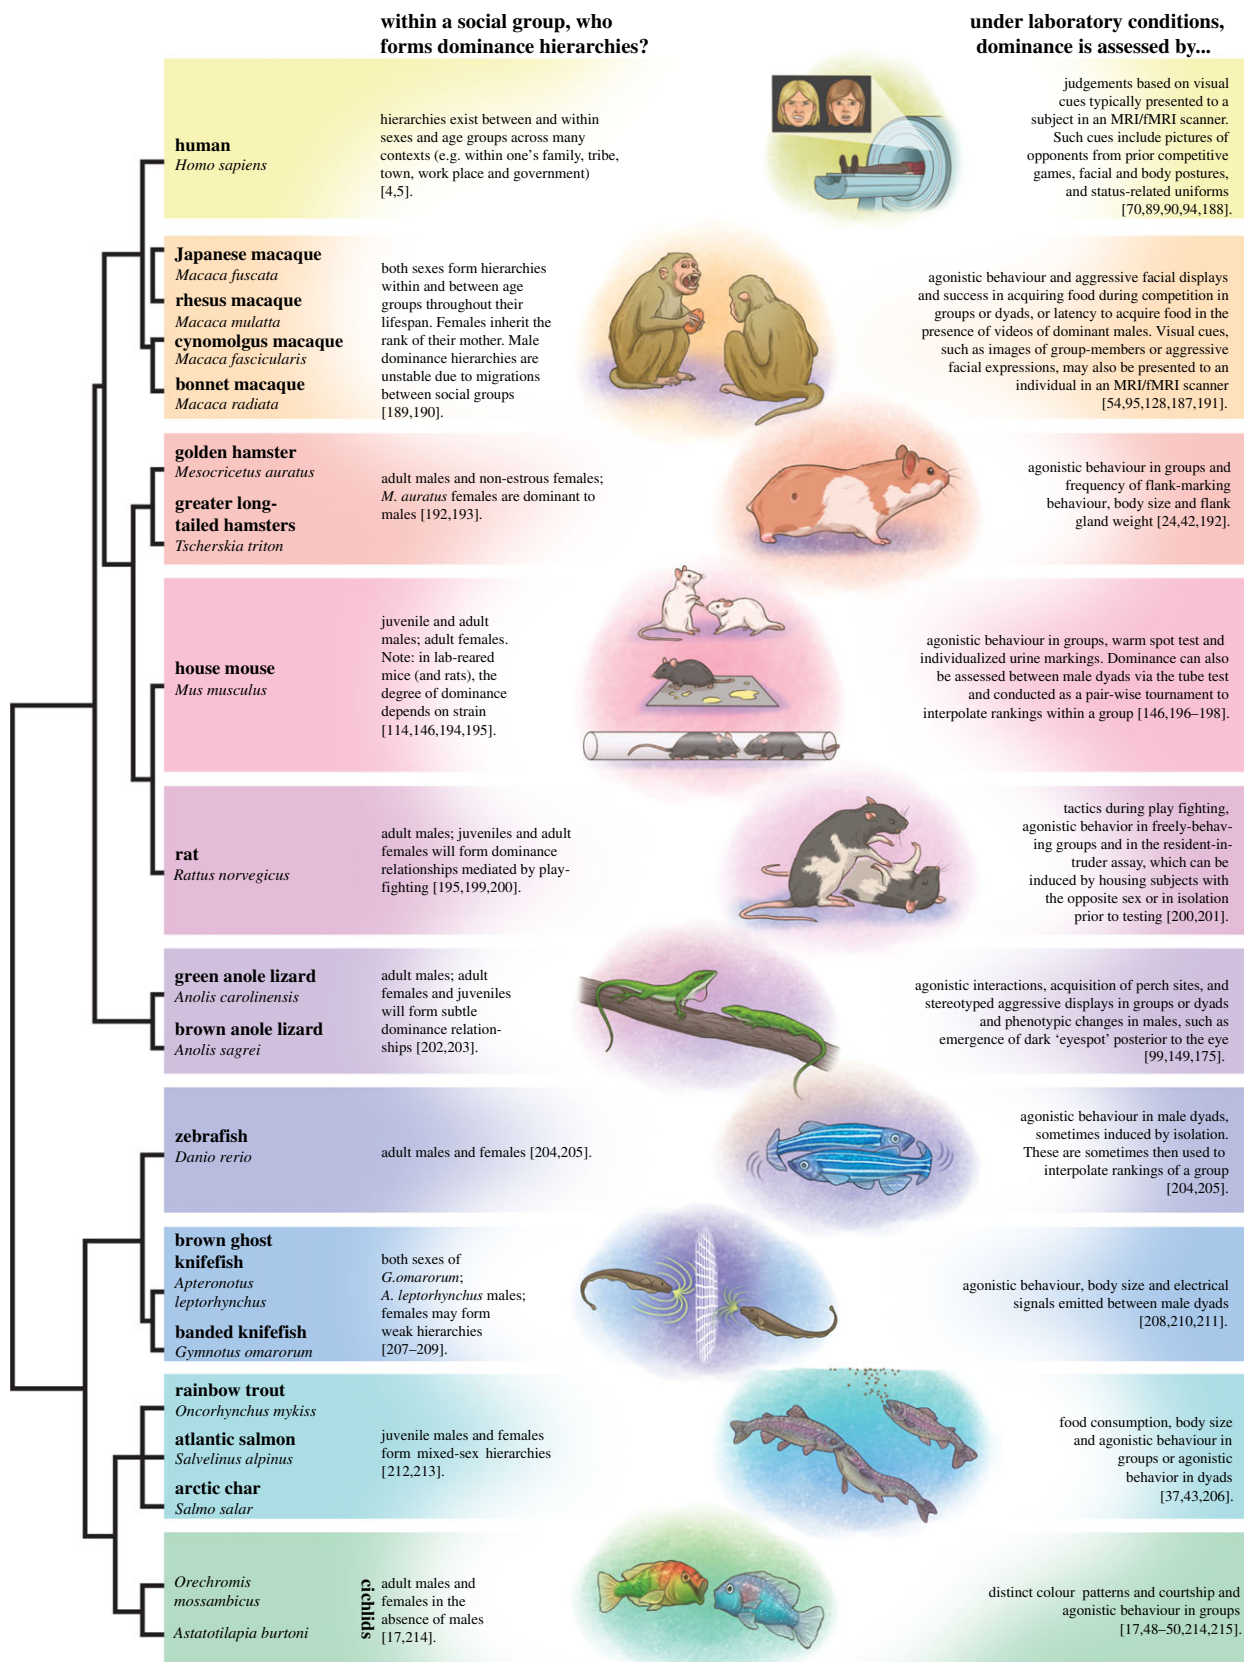 within a social group, who
forms dominance hierarchies?
under laboratory conditions,
dominance is assessed by...
human
Homo sapiens
hierarchies exist between and within
sexes and age groups across many
contexts (e.g. within one's family, tribe,
town, work place and government)
[4,5].
judgements based on visual
cues typically presented to a
subject in an MRI/fMRI scanner.
Such cues include pictures of
opponents from prior competitive
games, facial and body postures,
and status-related uniforms
[70,89,90,94,188].
Japanese macaque
Macaca fuscata
rhesus macaque
Macaca mulatta
cynomolgus macaque
Macaca fascicularis
bonnet macaque
Macaca radiata
both sexes form hierarchies
within and between age
groups throughout their
lifespan. Females inherit the
rank of their mother. Male
dominance hierarchies are
unstable due to migrations
between social groups
[189,190].
agonistic behaviour and aggressive facial displays
and success in acquiring food during competition in
groups or dyads, or latency to acquire food in the
presence of videos of dominant males. Visual cues,
such as images of group-members or aggressive
facial expressions, may also be presented to an
individual in an MRI/fMRI scanner
[54,95,128,187,191].
golden hamster
Mesocricetus auratus
greater long-
tailed hamsters
Tscherskia triton
adult males and non-estrous females;
M. auratus females are dominant to
males [192,193].
agonistic behaviour in groups and
frequency of flank-marking
behaviour, body size and flank
gland weight [24,42,192].
house mouse
Mus musculus
juvenile and adult
males; adult females.
Note: in lab-reared
mice (and rats), the
degree of dominance
depends on strain
[114,146,194,195].
agonistic behaviour in groups, warm spot test and
individualized urine markings. Dominance can also
be assessed between male dyads via the tube test
and conducted as a pair-wise tournament to
interpolate rankings within a group [146,196–198].
rat
Rattus norvegicus
adult males; juveniles and adult
females will form dominance
relationships mediated by play-
fighting [195,199,200].
tactics during play fighting,
agonistic behavior in freely-behav-
ing groups and in the resident-in-
truder assay, which can be
induced by housing subjects with
the opposite sex or in isolation
prior to testing [200,201].
green anole lizard
Anolis carolinensis
brown anole lizard
Anolis sagrei
adult males; adult
females and juveniles
will form subtle
dominance relation-
ships [202,203].
agonistic interactions, acquisition of perch sites, and
stereotyped aggressive displays in groups or dyads
and phenotypic changes in males, such as
emergence of dark 'eyespot' posterior to the eye
[99,149,175].
zebrafish
Danio rerio
adult males and females [204,205].
agonistic behaviour in male dyads,
sometimes induced by isolation.
These are sometimes then used to
interpolate rankings of a group
[204,205].
brown ghost
knifefish
Apteronotus
leptorhynchus
banded knifefish
Gymnotus omarorum
both sexes of
G.omarorum;
A. leptorhynchus males;
females may form
weak hierarchies
[207–209].
agonistic behaviour, body size and electrical
signals emitted between male dyads
[208,210,211].
rainbow trout
Oncorhynchus mykiss
atlantic salmon
Salvelinus alpinus
arctic char
Salmo salar
juvenile males and females
form mixed-sex hierarchies
[212,213].
food consumption, body size
and agonistic behaviour in
groups or agonistic
behavior in dyads
[37,43,206].
Orechromis
mossambicus
Astatotilapia burtoni
cichlids
adult males and
females in the
absence of males
[17,214].
distinct colour patterns and courtship and
agonistic behaviour in groups
[17,48–50,214,215].